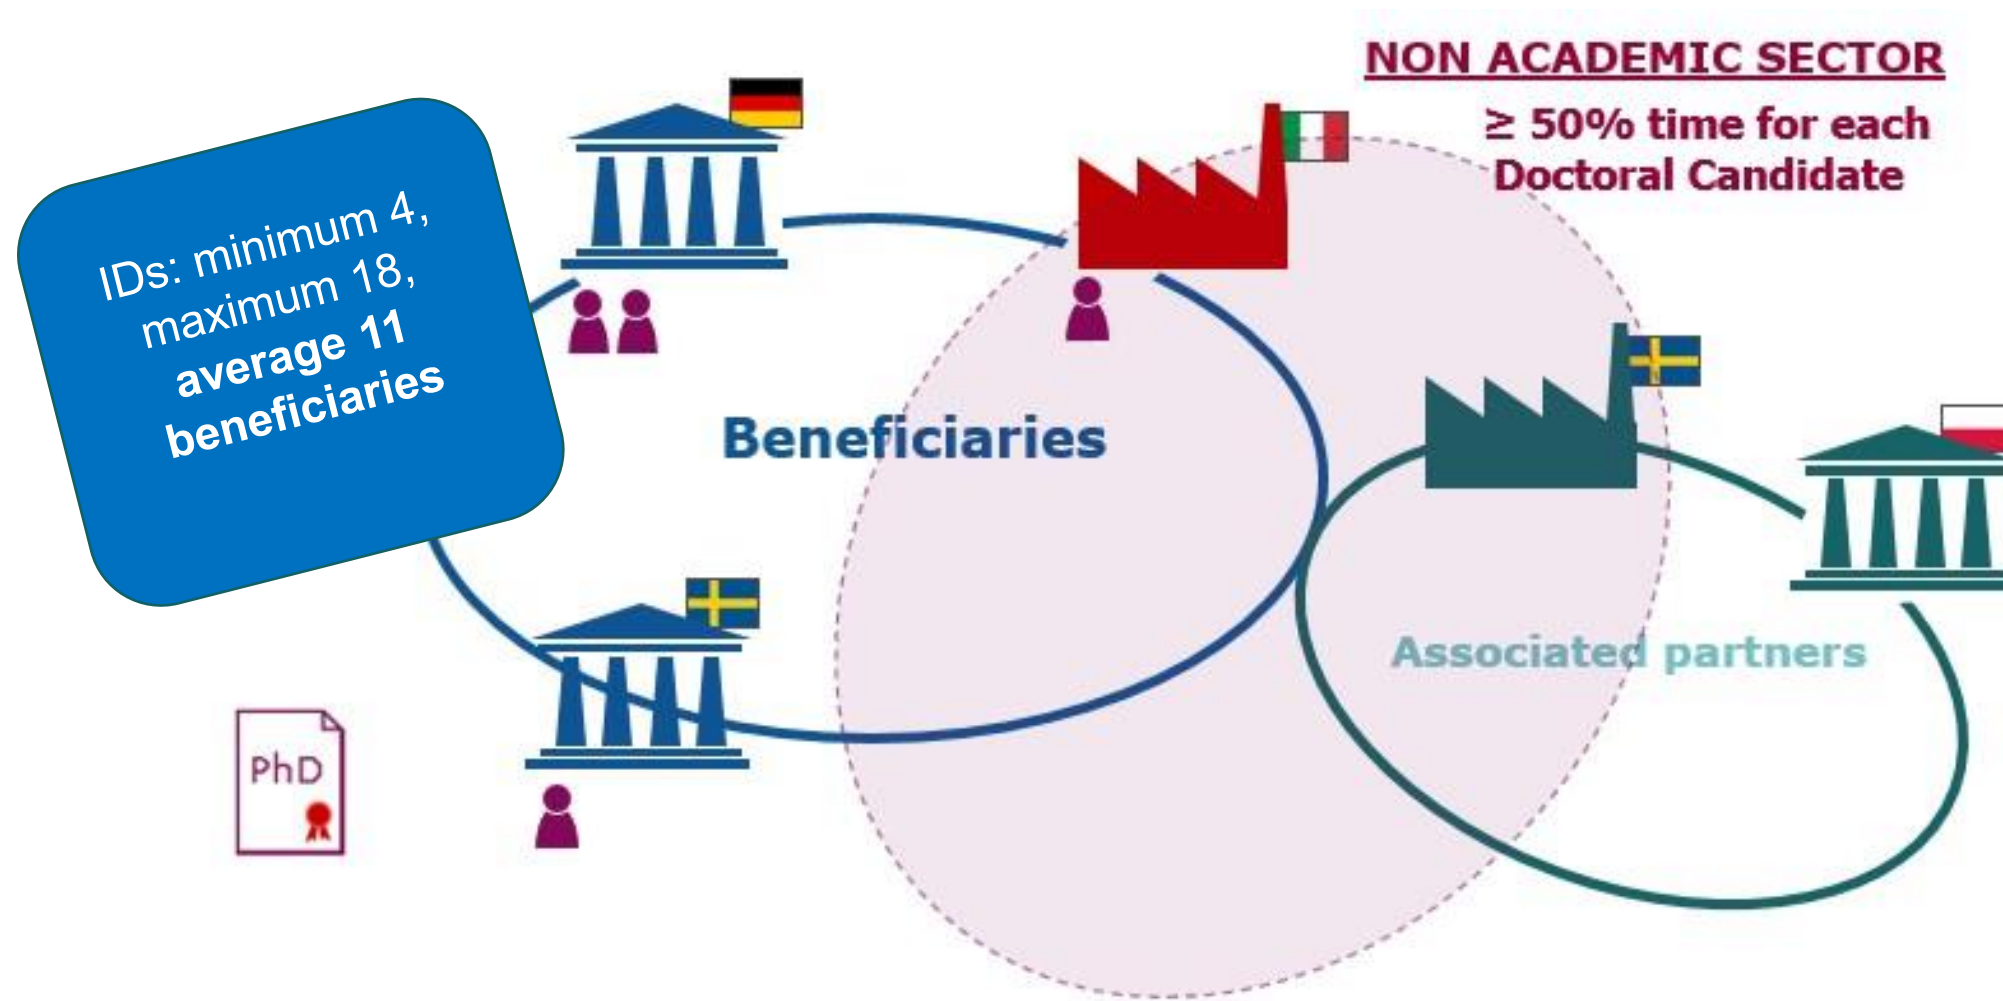 NON ACADEMIC SECTOR
≥ 50% time for each
Doctoral Candidate
IDs: minimum 4,
maximum 18,
average 11
beneficiaries
Beneficiaries
Associated partners
PhD